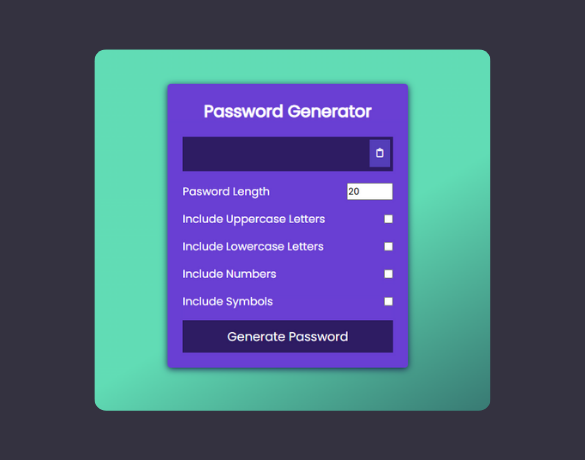 Password Generator
Pasword Length 20
Include Uppercase Letters
Include Lowercase Letters
Include Numbers
Include Symbols
Generate Password